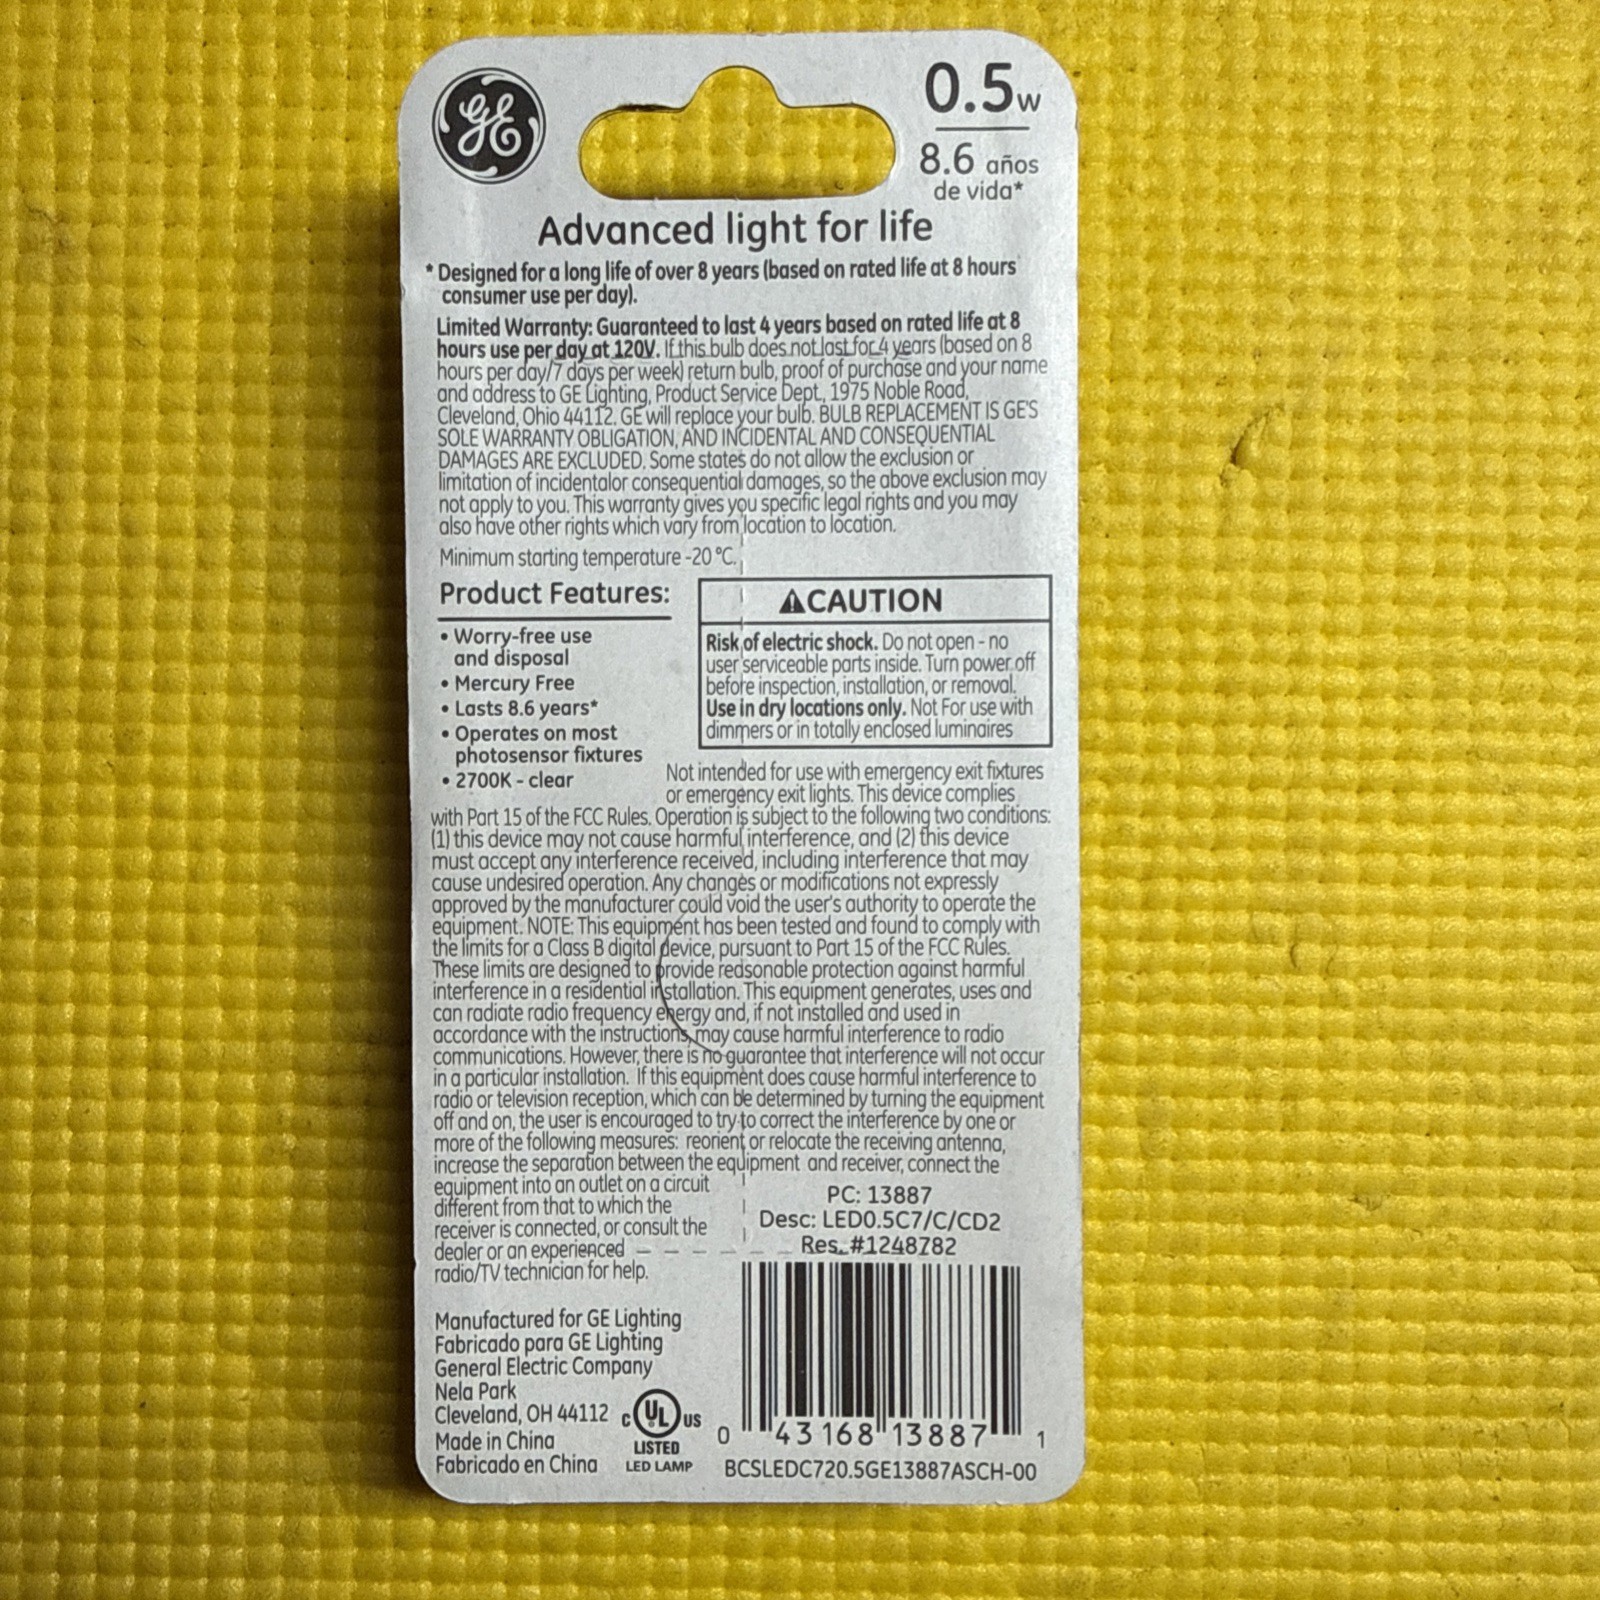 GE
0.5w
8.6 años
de vida*
Advanced light for life
* Designed for a long life of over 8 years (based on rated life at 8 hours
consumer use per day).
Limited Warranty: Guaranteed to last 4 years based on rated life at 8
hours use per day at 120V. If this bulb does not last for 4 years (based on 8
hours per day/7 days per week) return bulb, proof of purchase and your name
and address to GE Lighting, Product Service Dept., 1975 Noble Road,
Cleveland, Ohio 44112. GE will replace your bulb. BULB REPLACEMENT IS GE'S
SOLE WARRANTY OBLIGATION, AND INCIDENTAL AND CONSEQUENTIAL
DAMAGES ARE EXCLUDED. Some states do not allow the exclusion or
limitation of incidentalor consequential damages, so the above exclusion may
not apply to you. This warranty gives you specific legal rights and you may
also have other rights which vary from location to location.
Minimum starting temperature -20 °C.
Product Features:
• Worry-free use
and disposal
• Mercury Free
• Lasts 8.6 years*
• Operates on most
photosensor fixtures
• 2700K - clear
⚠CAUTION
Risk of electric shock. Do not open - no
user serviceable parts inside. Turn power off
before inspection, installation, or removal.
Use in dry locations only. Not For use with
dimmers or in totally enclosed luminaires
Not intended for use with emergency exit fixtures
or emergency exit lights. This device complies
with Part 15 of the FCC Rules. Operation is subject to the following two conditions:
(1) this device may not cause harmful interference, and (2) this device
must accept any interference received, including interference that may
cause undesired operation. Any changes or modifications not expressly
approved by the manufacturer could void the user's authority to operate the
equipment. NOTE: This equipment has been tested and found to comply with
the limits for a Class B digital device, pursuant to Part 15 of the FCC Rules.
These limits are designed to provide redsonable protection against harmful
interference in a residential installation. This equipment generates, uses and
can radiate radio frequency energy and, if not installed and used in
accordance with the instructions, may cause harmful interference to radio
communications. However, there is no guarantee that interference will not occur
in a particular installation. If this equipment does cause harmful interference to
radio or television reception, which can be determined by turning the equipment
off and on, the user is encouraged to try to correct the interference by one or
more of the following measures: reorient or relocate the receiving antenna,
increase the separation between the equipment and receiver, connect the
equipment into an outlet on a circuit
different from that to which the
receiver is connected, or consult the
dealer or an experienced
radio/TV technician for help.
PC: 13887
Desc: LED0.5C7/C/CD2
Res. #1248782
Manufactured for GE Lighting
Fabricado para GE Lighting
General Electric Company
Nela Park
Cleveland, OH 44112
Made in China
Fabricado en China
C UL US
LISTED
LED LAMP
0 43168 13887 1
BCSLEDC720.5GE13887ASCH-00